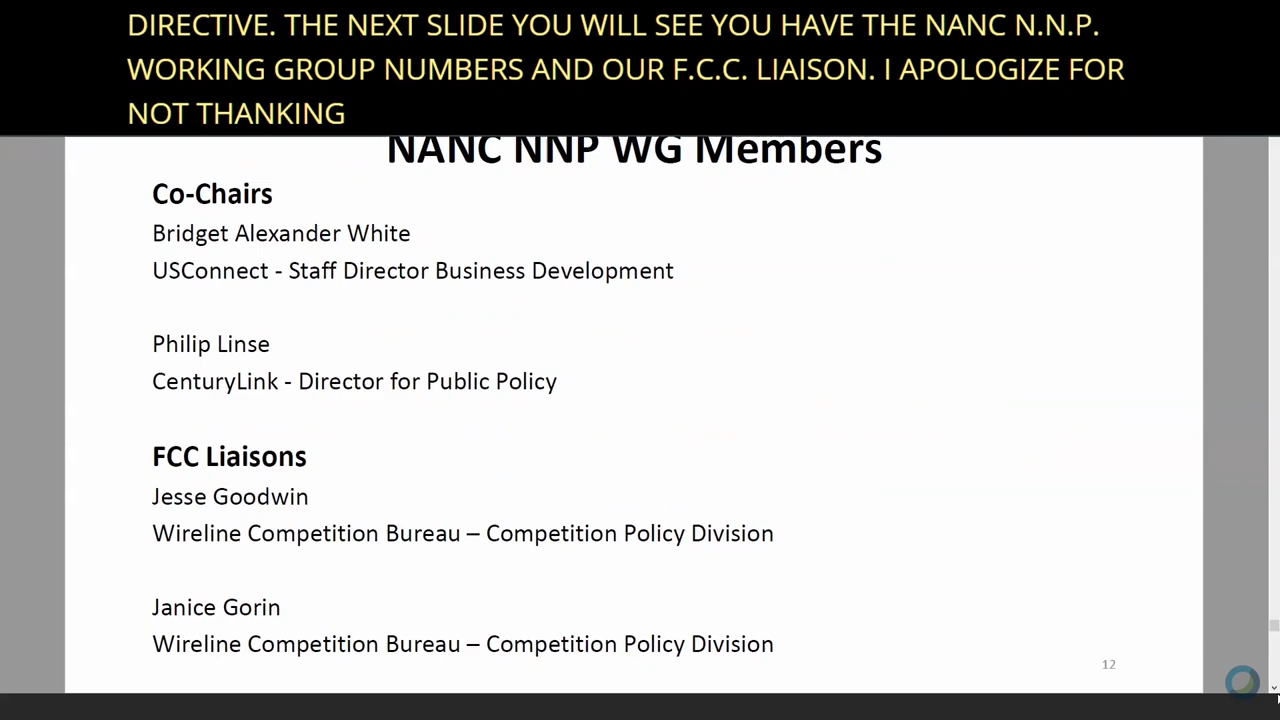 DIRECTIVE. THE NEXT SLIDE YOU WILL SEE YOU HAVE THE NANC N.N.P.
WORKING GROUP NUMBERS AND OUR F.C.C. LIAISON. I APOLOGIZE FOR
NOT THANKING
NANC NNP WG Members
Co-Chairs
Bridget Alexander White
USConnect - Staff Director Business Development
Philip Linse
CenturyLink - Director for Public Policy
FCC Liaisons
Jesse Goodwin
Wireline Competition Bureau – Competition Policy Division
Janice Gorin
Wireline Competition Bureau – Competition Policy Division
12